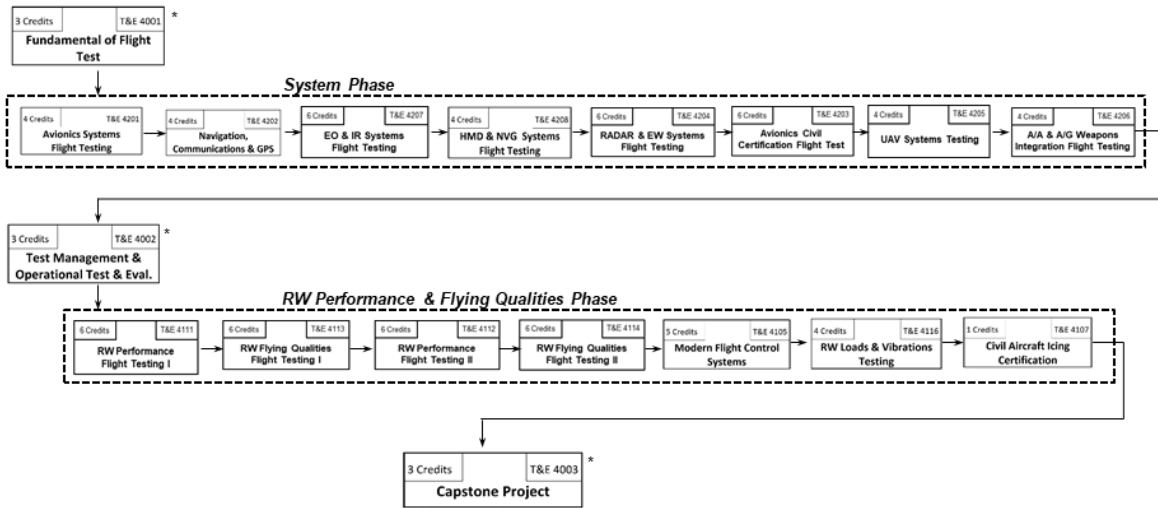 3 Credits T&E 4001 *
Fundamental of Flight
Test
System Phase
4 Credits T&E 4201
Avionics Systems
Flight Testing
4 Credits T&E 4202
Navigation,
Communications & GPS
6 Credits T&E 4207
EO & IR Systems
Flight Testing
4 Credits T&E 4208
HMD & NVG Systems
Flight Testing
6 Credits T&E 4204
RADAR & EW Systems
Flight Testing
6 Credits T&E 4203
Avionics Civil
Certification Flight Test
4 Credits T&E 4205
UAV Systems Testing
4 Credits T&E 4206
A/A & A/G Weapons
Integration Flight Testing
3 Credits T&E 4002 *
Test Management &
Operational Test & Eval.
RW Performance & Flying Qualities Phase
6 Credits T&E 4111
RW Performance
Flight Testing I
6 Credits T&E 4113
RW Flying Qualities
Flight Testing I
6 Credits T&E 4112
RW Performance
Flight Testing II
6 Credits T&E 4114
RW Flying Qualities
Flight Testing II
5 Credits T&E 4105
Modern Flight Control
Systems
4 Credits T&E 4116
RW Loads & Vibrations
Testing
1 Credits T&E 4107
Civil Aircraft Icing
Certification
3 Credits T&E 4003 *
Capstone Project